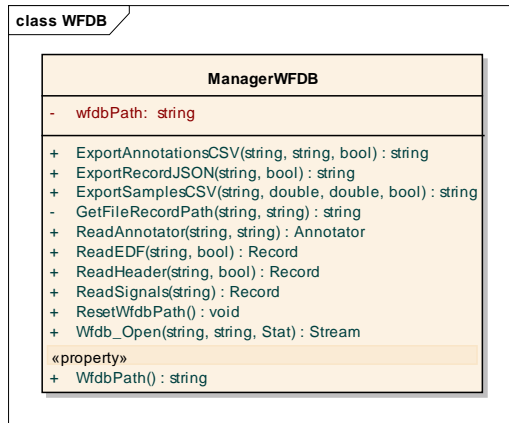 class WFDB
ManagerWFDB
- wfdbPath: string
+ ExportAnnotationsCSV(string, string, bool) : string
+ ExportRecordJSON(string, bool) : string
+ ExportSamplesCSV(string, double, double, bool) : string
- GetFileRecordPath(string, string) : string
+ ReadAnnotator(string, string) : Annotator
+ ReadEDF(string, bool) : Record
+ ReadHeader(string, bool) : Record
+ ReadSignals(string) : Record
+ ResetWfdbPath() : void
+ Wfdb_Open(string, string, Stat) : Stream
«property»
+ WfdbPath() : string